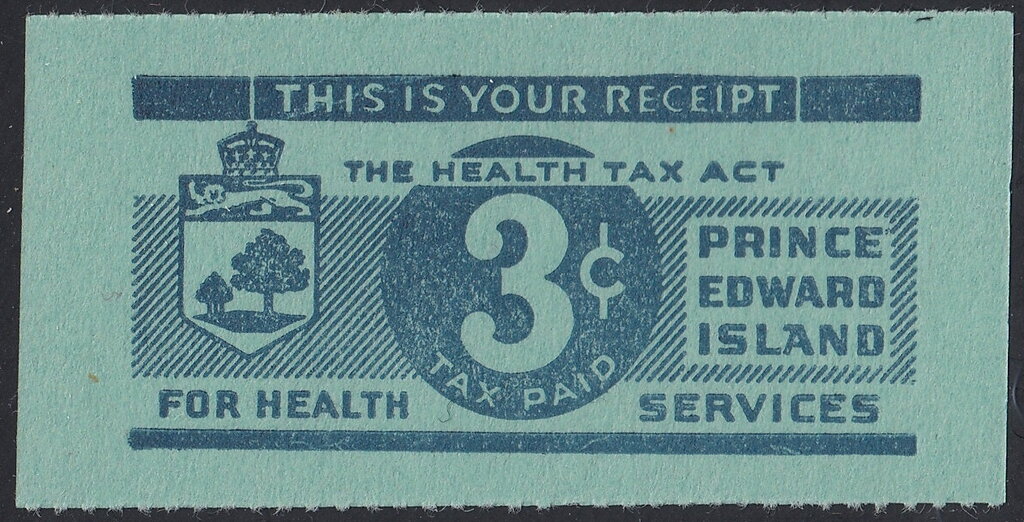 THIS IS YOUR RECEIPT
THE HEALTH TAX ACT
3¢
TAX PAID
PRINCE
EDWARD
ISLAND
FOR HEALTH SERVICES